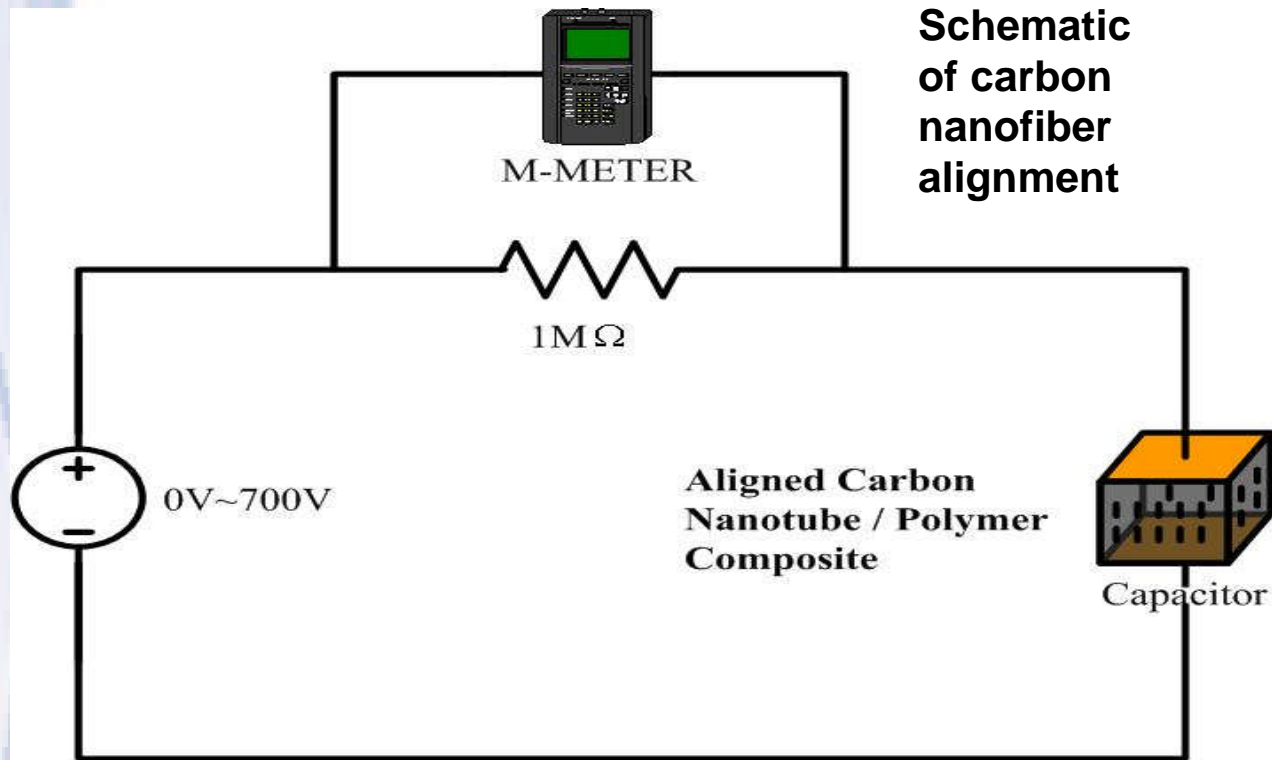 Schematic
of carbon
nanofiber
alignment
M-METER
1MΩ
0V~700V
Aligned Carbon
Nanotube / Polymer
Composite
Capacitor